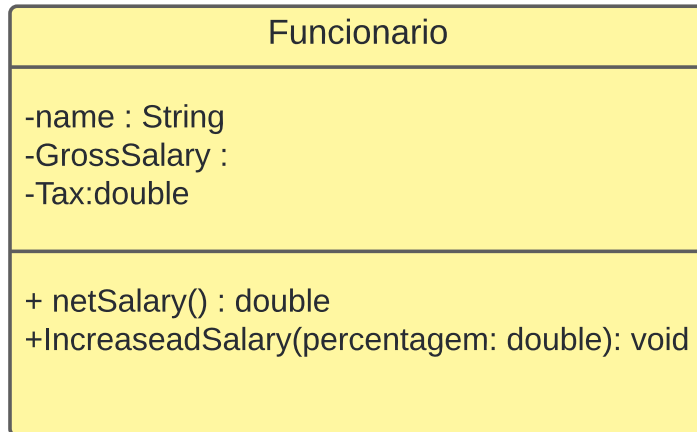 Funcionario
-name : String
-GrossSalary :
-Tax:double
+ netSalary() : double
+IncreaseadSalary(percentagem: double): void